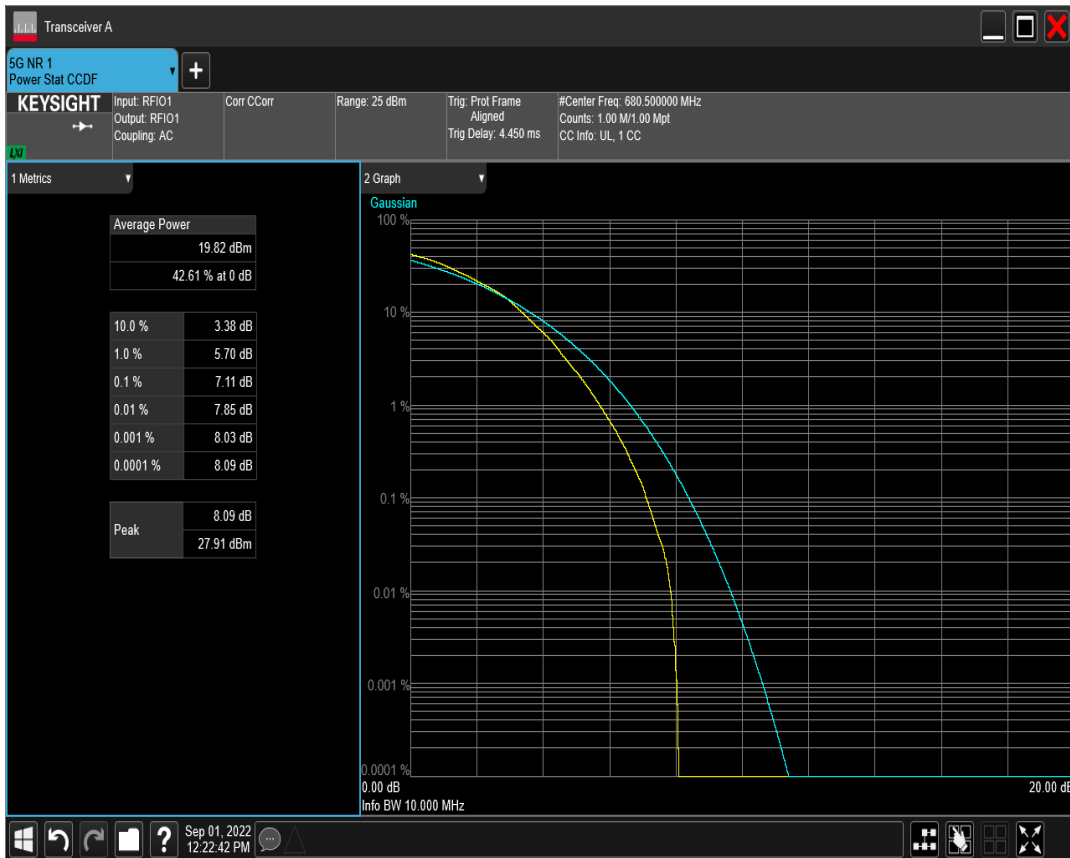 Transceiver A
5G NR 1
Power Stat CCDF
KEYSIGHT
LXI
Input: RFIO1
Output: RFIO1
Coupling: AC
Corr CCorr
Range: 25 dBm
Trig: Prot Frame
Aligned
Trig Delay: 4.450 ms
#Center Freq: 680.500000 MHz
Counts: 1.00 M/1.00 Mpt
CC Info: UL, 1 CC
1 Metrics
Average Power
19.82 dBm
42.61 % at 0 dB
10.0 % 3.38 dB
1.0 % 5.70 dB
0.1 % 7.11 dB
0.01 % 7.85 dB
0.001 % 8.03 dB
0.0001 % 8.09 dB
Peak
8.09 dB
27.91 dBm
2 Graph
Gaussian
100 %
10 %
1 %
0.1 %
0.01 %
0.001 %
0.0001 %
0.00 dB
20.00 dB
Info BW 10.000 MHz
?
Sep 01, 2022
12:22:42 PM